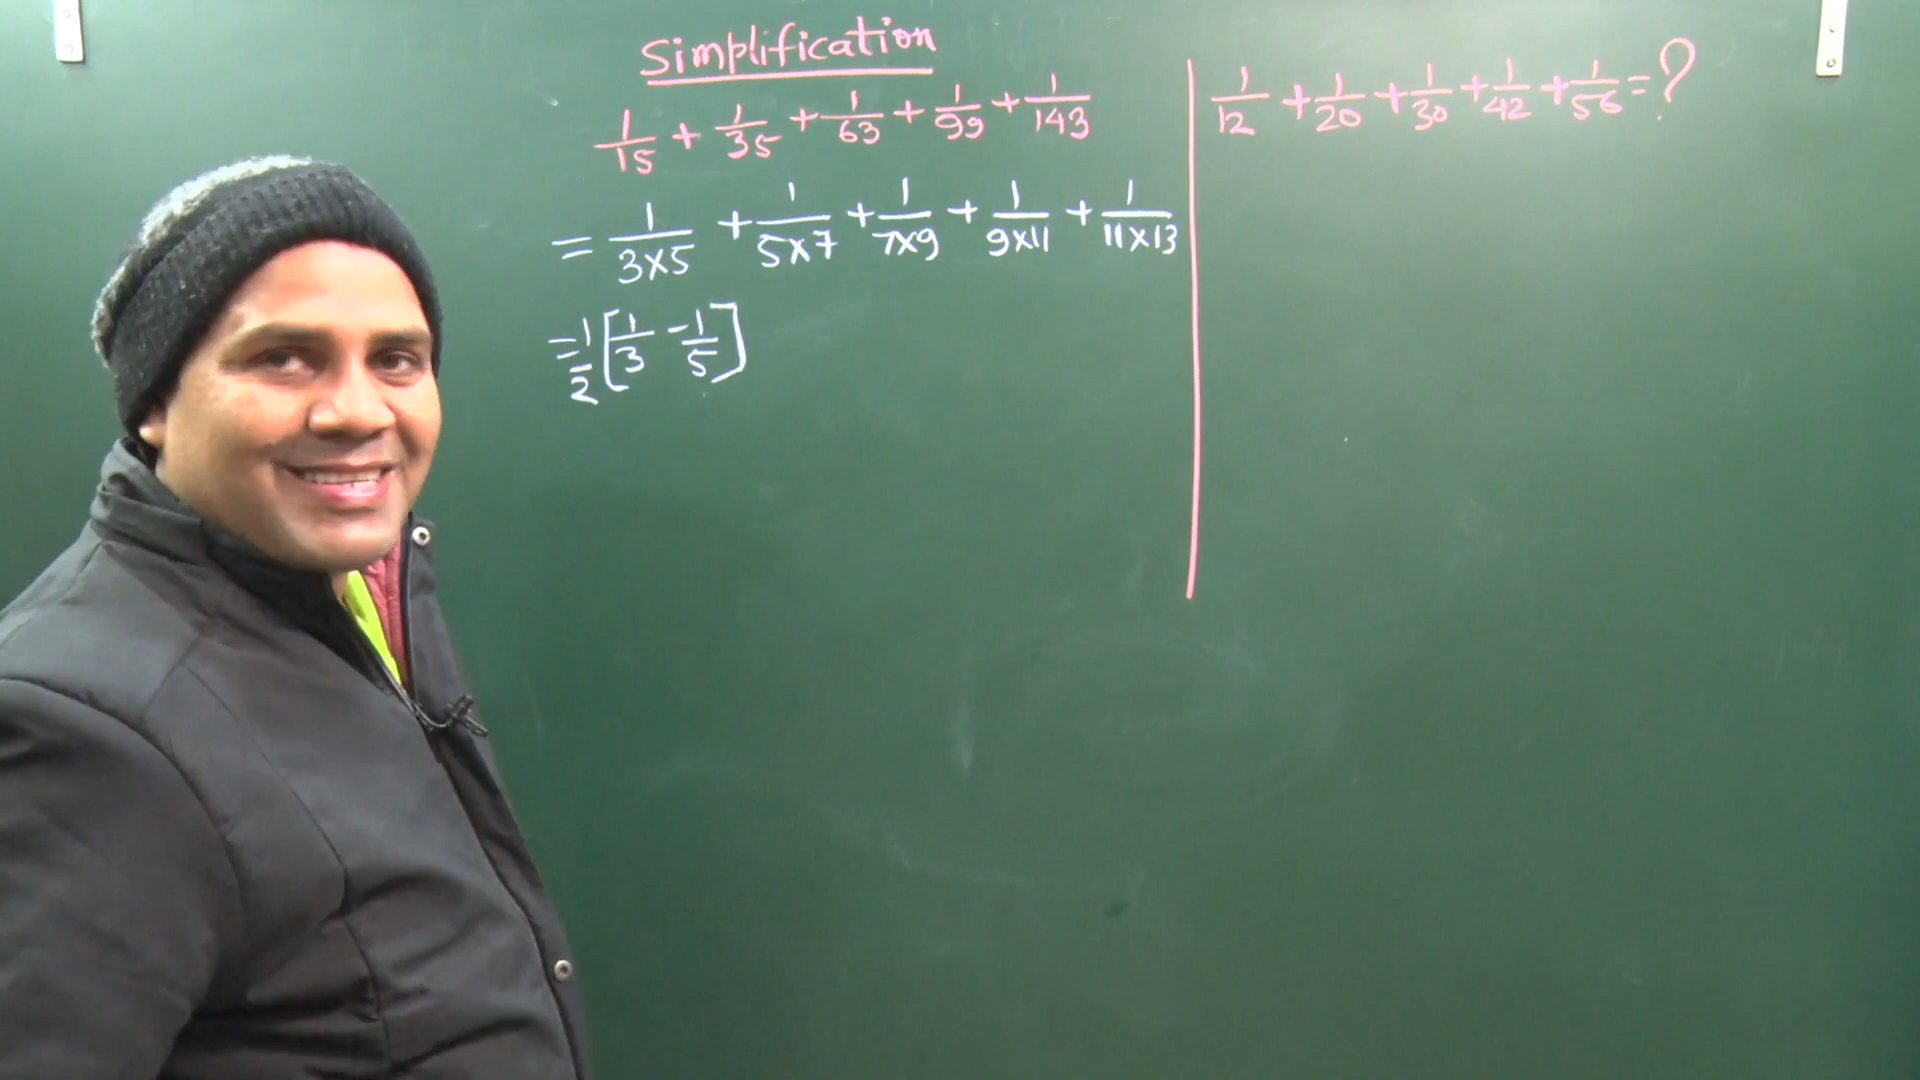 Simplification
1/15 + 1/35 + 1/63 + 1/99 + 1/143
= 1/3×5 + 1/5×7 + 1/7×9 + 1/9×11 + 1/11×13
= 1/2 [1/3 - 1/5]
1/12 + 1/20 + 1/30 + 1/42 + 1/56 = ?